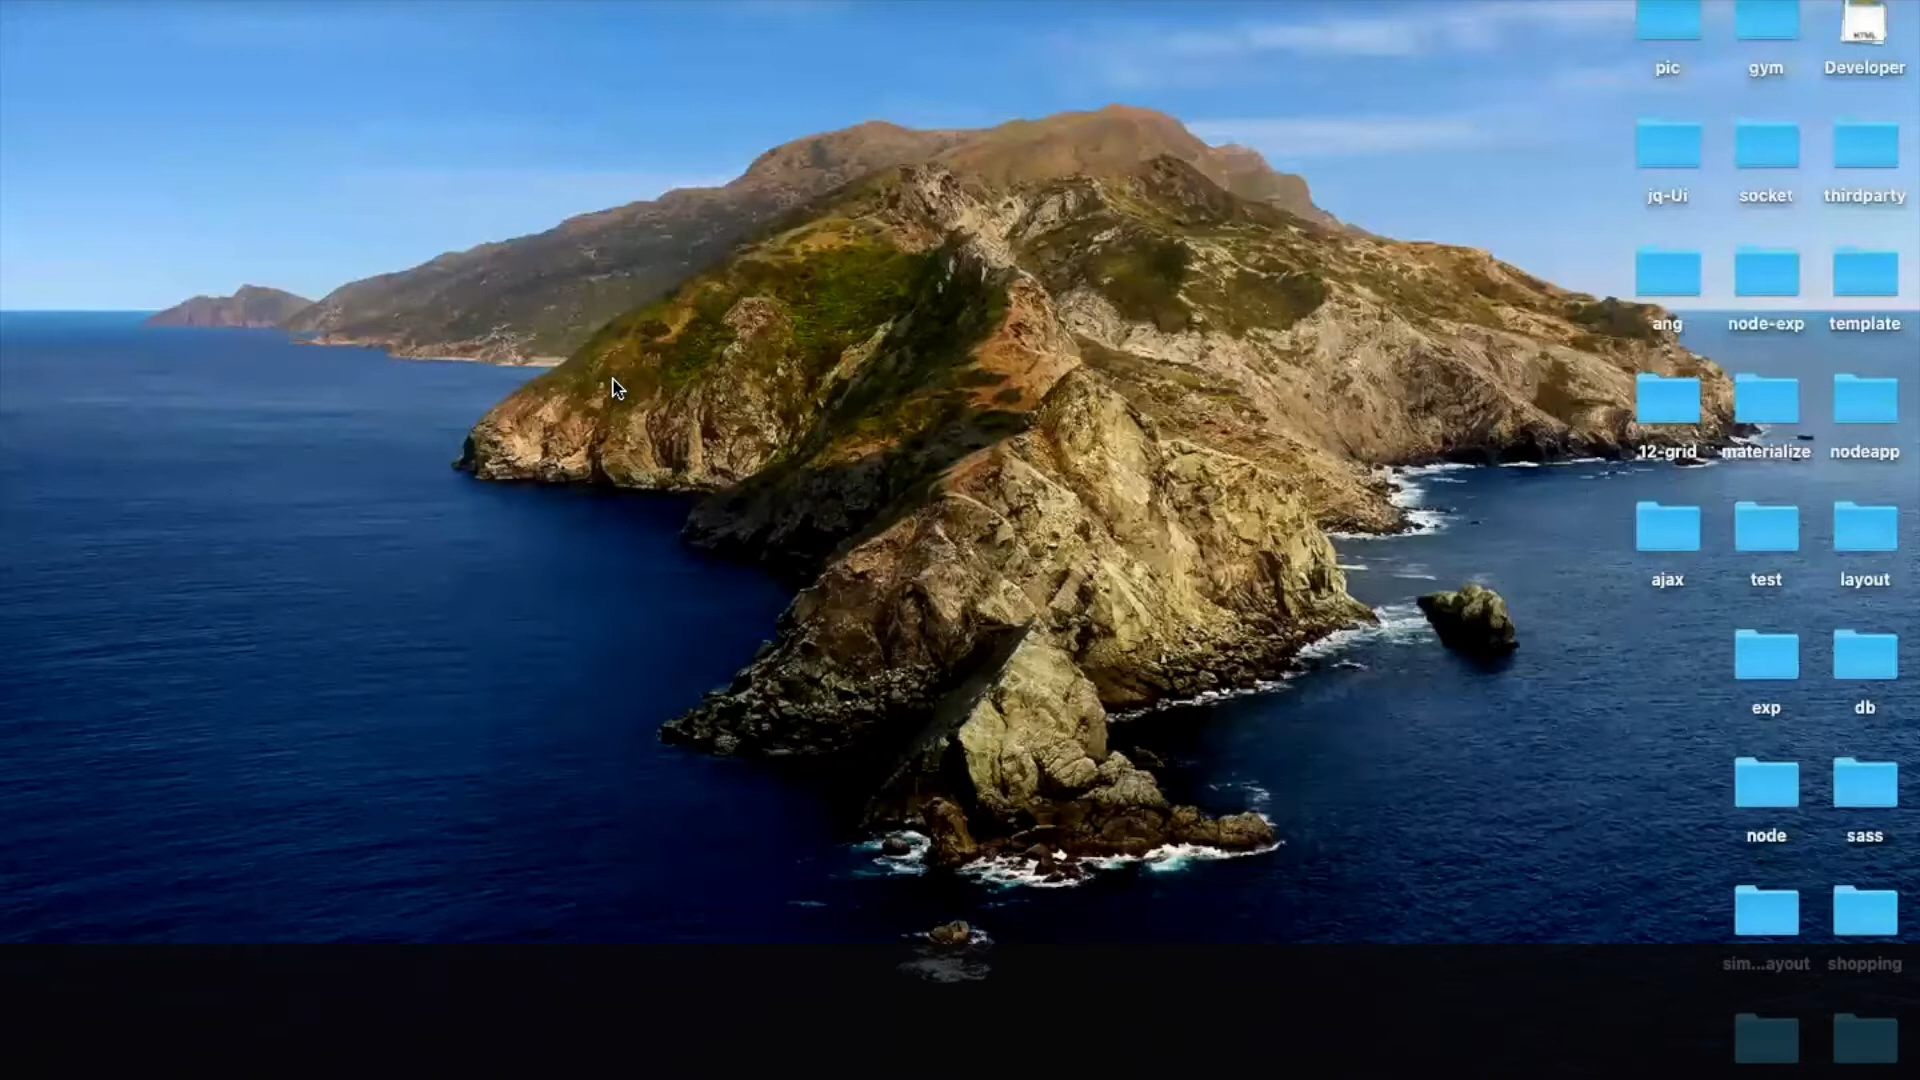 pic gym Developer
jq-Ui socket thirdparty
ang node-exp template
12-grid materialize nodeapp
ajax test layout
exp db
node sass
sim...ayout shopping